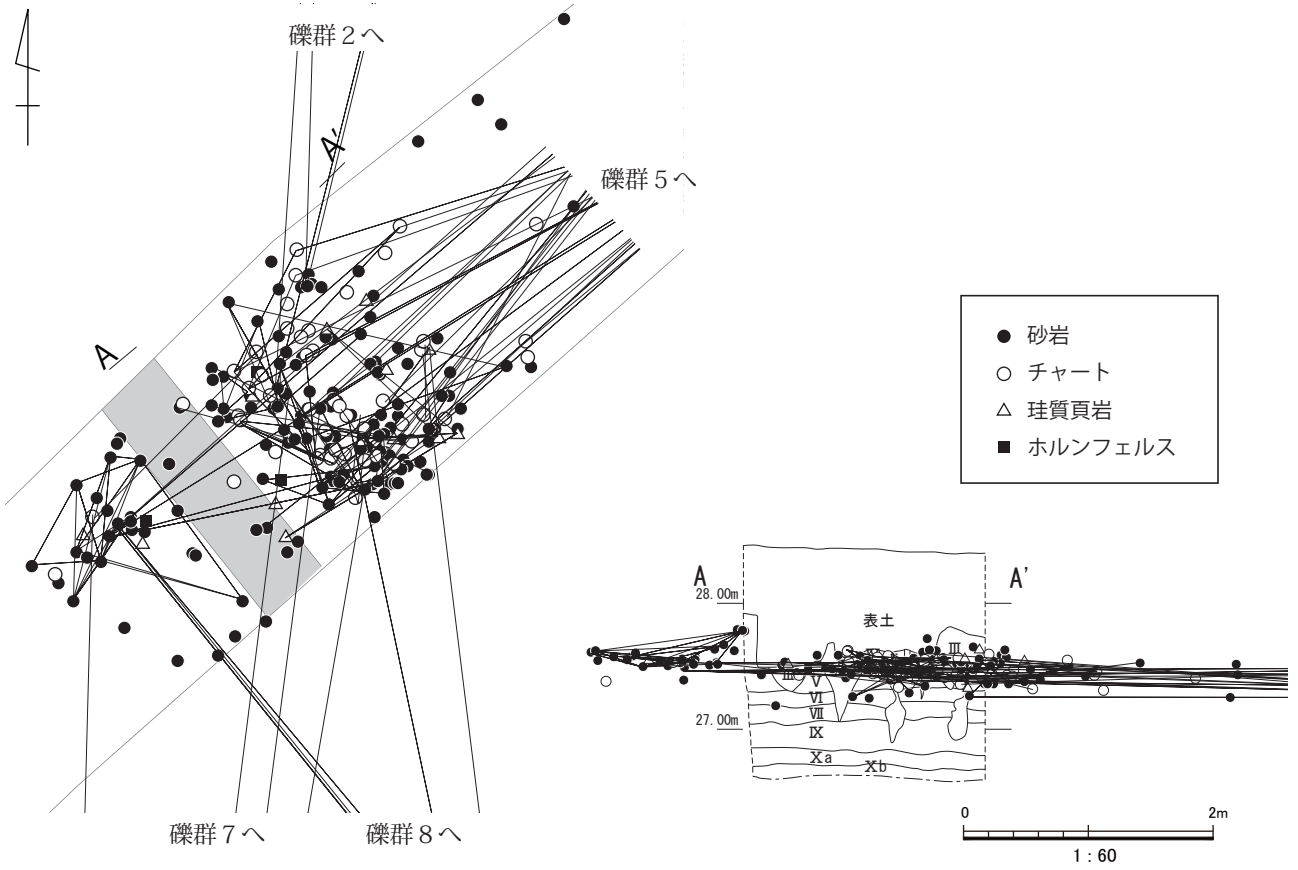 礫群２へ
A'
礫群５へ
A
砂岩
チャート
珪質頁岩
ホルンフェルス
A
A'
28.00m
表土
Ⅲ
Ⅲ
Ⅴ
Ⅵ
Ⅶ
27.00m
Ⅸ
Ⅹa
Ⅹb
礫群７へ
礫群８へ
0
2m
1：60